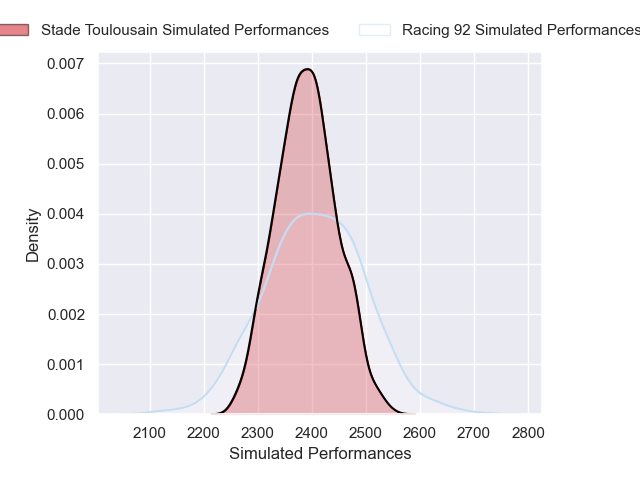 Stade Toulousain Simulated Performances
Racing 92 Simulated Performances
0.007
0.006
0.005
0.004
0.003
0.002
0.001
0.000
Density
2100 2200 2300 2400 2500 2600 2700 2800
Simulated Performances